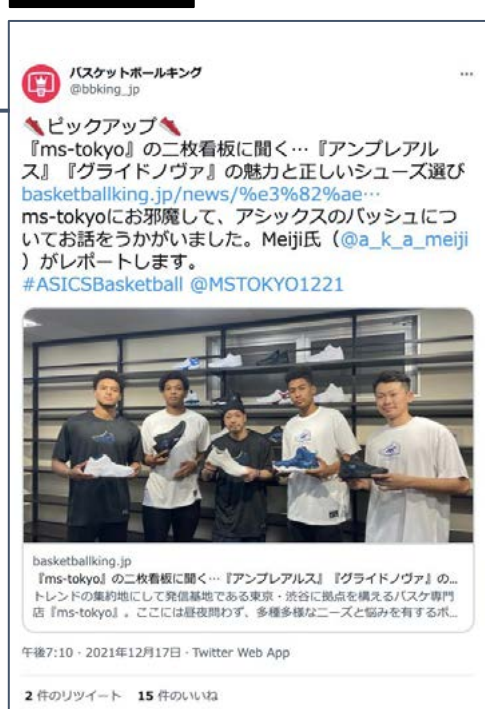 バスケットボールキング
@bbking_jp
ピックアップ
『ms-tokyo』の二枚看板に聞く…『アンプレアル
ス』『グライドノヴァ』の魅力と正しいシューズ選び
basketballking.jp/news/%e3%82%ae…
ms-tokyoにお邪魔して、アシックスのバッシュにつ
いてお話をうかがいました。Meiji氏（@a_k_a_meiji
）がレポートします。
#ASICSBasketball @MSTOKYO1221
basketballking.jp
『ms-tokyo』の二枚看板に聞く…『アンプレアルス』『グライドノヴァ』の...
トレンドの集約地にして発信基地である東京・渋谷に拠点を構えるバスケ専門
店『ms-tokyo』。ここには昼夜問わず、多種多様なニーズと悩みを有するボ...
午後7:10 · 2021年12月17日 · Twitter Web App
2 件のリツイート 15 件のいいね